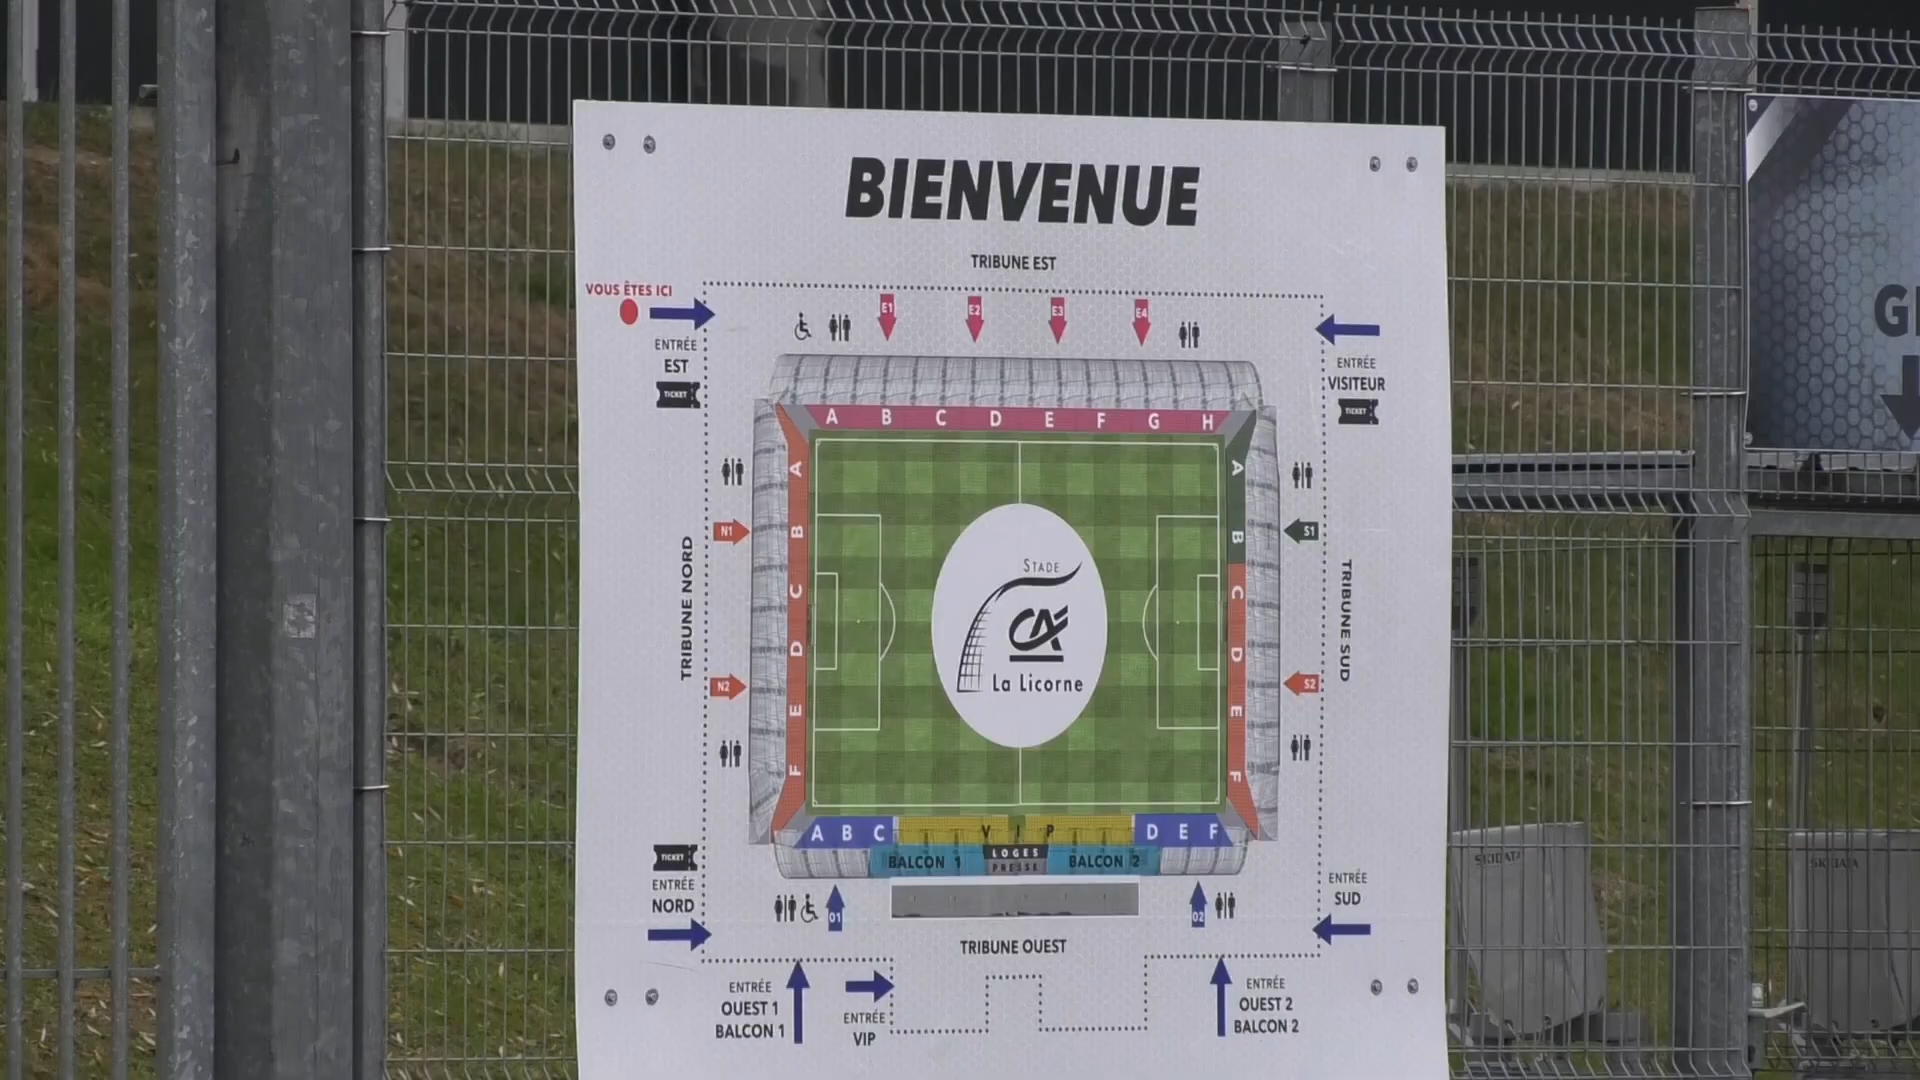 BIENVENUE
TRIBUNE EST
VOUS ÊTES ICI
E1 E2 E3 E4
ENTRÉE
EST
TICKET
ENTRÉE
VISITEUR
TICKET
A B C D E F G H
A B C D E F
A B C D E F
N1
N2
TRIBUNE NORD
S1
S2
TRIBUNE SUD
STADE
CA
La Licorne
A B C V I P D E F
BALCON 1 LOGES BALCON 2
PRESSE
TICKET
ENTRÉE
NORD
ENTRÉE
SUD
O1
O2
TRIBUNE OUEST
ENTRÉE
OUEST 1
BALCON 1
ENTRÉE
VIP
ENTRÉE
OUEST 2
BALCON 2
SKIDATA
SKIDATA